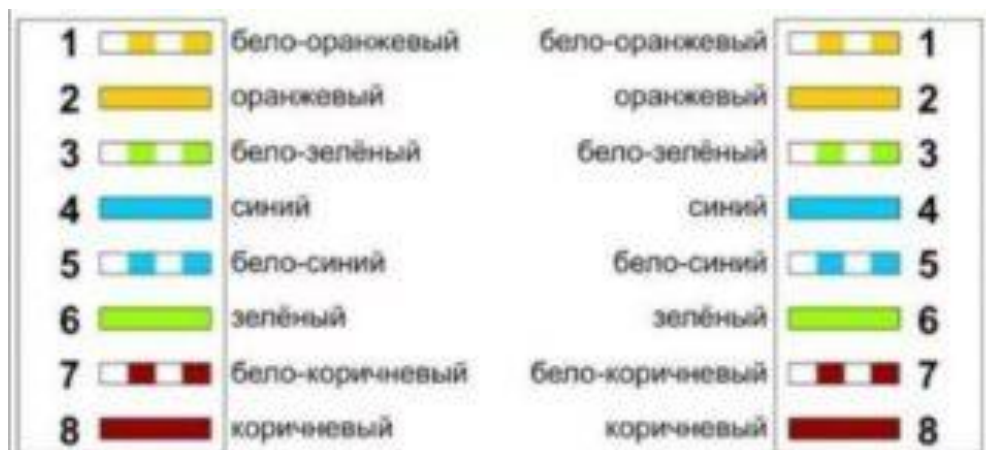 1 бело-оранжевый бело-оранжевый 1
2 оранжевый оранжевый 2
3 бело-зелёный бело-зелёный 3
4 синий синий 4
5 бело-синий бело-синий 5
6 зелёный зелёный 6
7 бело-коричневый бело-коричневый 7
8 коричневый коричневый 8